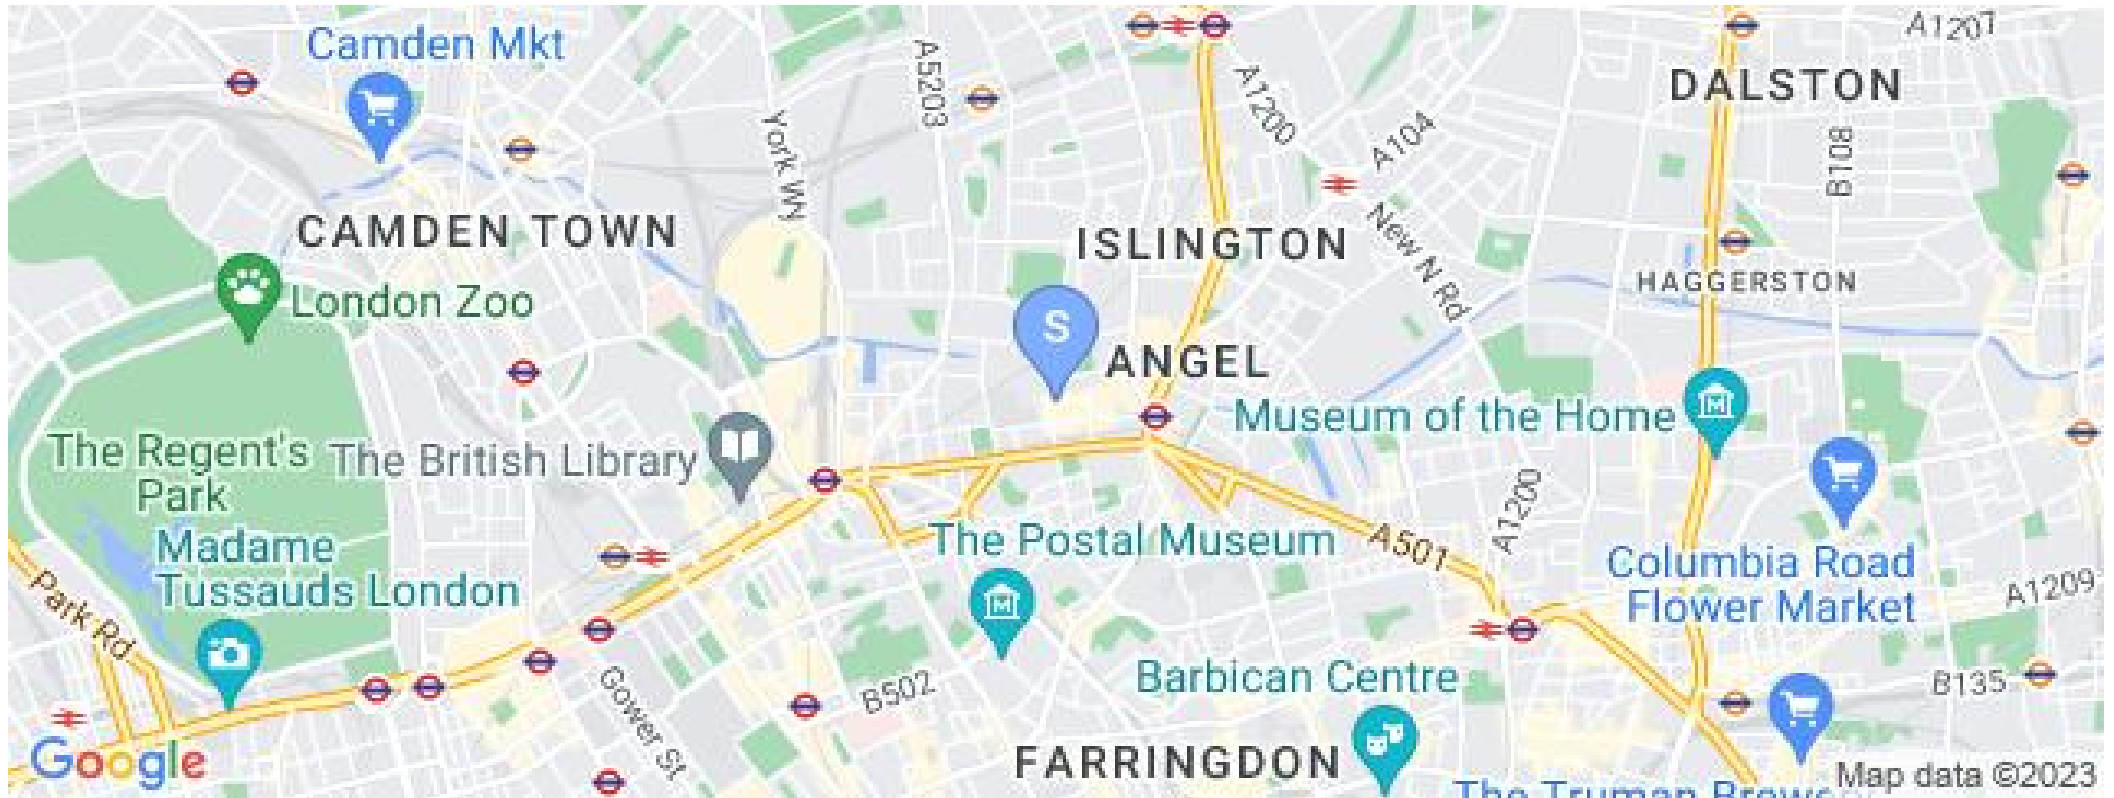 Camden Mkt
A5203
A1200
A104
A1207
DALSTON
B108
York Wy
CAMDEN TOWN
ISLINGTON
New N Rd
HAGGERSTON
London Zoo
S
ANGEL
Museum of the Home
The Regent's
Park
The British Library
Madame
Tussauds London
The Postal Museum
A501
A1200
Columbia Road
Flower Market
A1209
Park Rd
Gower St
B502
Barbican Centre
B135
FARRINGDON
Google
Map data ©2023